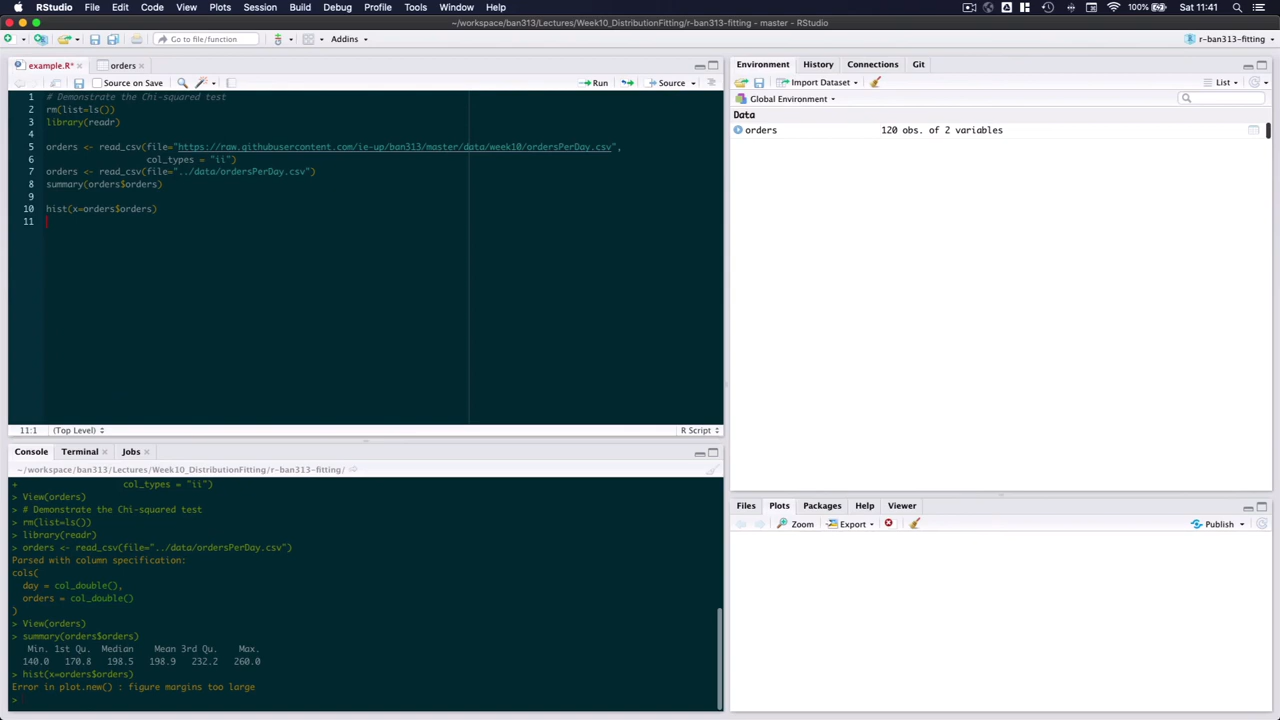 RStudio File Edit Code View Plots Session Build Debug Profile Tools Window Help 100% Sat 11:41
~/workspace/ban313/Lectures/Week10_DistributionFitting/r-ban313-fitting - master - RStudio
Go to file/function Addins r-ban313-fitting
example.R* orders
Source on Save Run Source
1 # Demonstrate the Chi-squared test
2 rm(list=ls())
3 library(readr)
4
5 orders <- read_csv(file="https://raw.githubusercontent.com/ie-up/ban313/master/data/week10/ordersPerDay.csv",
6 col_types = "ii")
7 orders <- read_csv(file="../data/ordersPerDay.csv")
8 summary(orders$orders)
9
10 hist(x=orders$orders)
11
11:1 (Top Level) R Script
Console Terminal Jobs
~/workspace/ban313/Lectures/Week10_DistributionFitting/r-ban313-fitting/
+ col_types = "ii")
> View(orders)
> # Demonstrate the Chi-squared test
> rm(list=ls())
> library(readr)
> orders <- read_csv(file="../data/ordersPerDay.csv")
Parsed with column specification:
cols(
day = col_double(),
orders = col_double()
)
> View(orders)
> summary(orders$orders)
Min. 1st Qu. Median Mean 3rd Qu. Max.
140.0 170.8 198.5 198.9 232.2 260.0
> hist(x=orders$orders)
Error in plot.new() : figure margins too large
>
Environment History Connections Git
Import Dataset List
Global Environment
Data
orders 120 obs. of 2 variables
Files Plots Packages Help Viewer
Zoom Export Publish